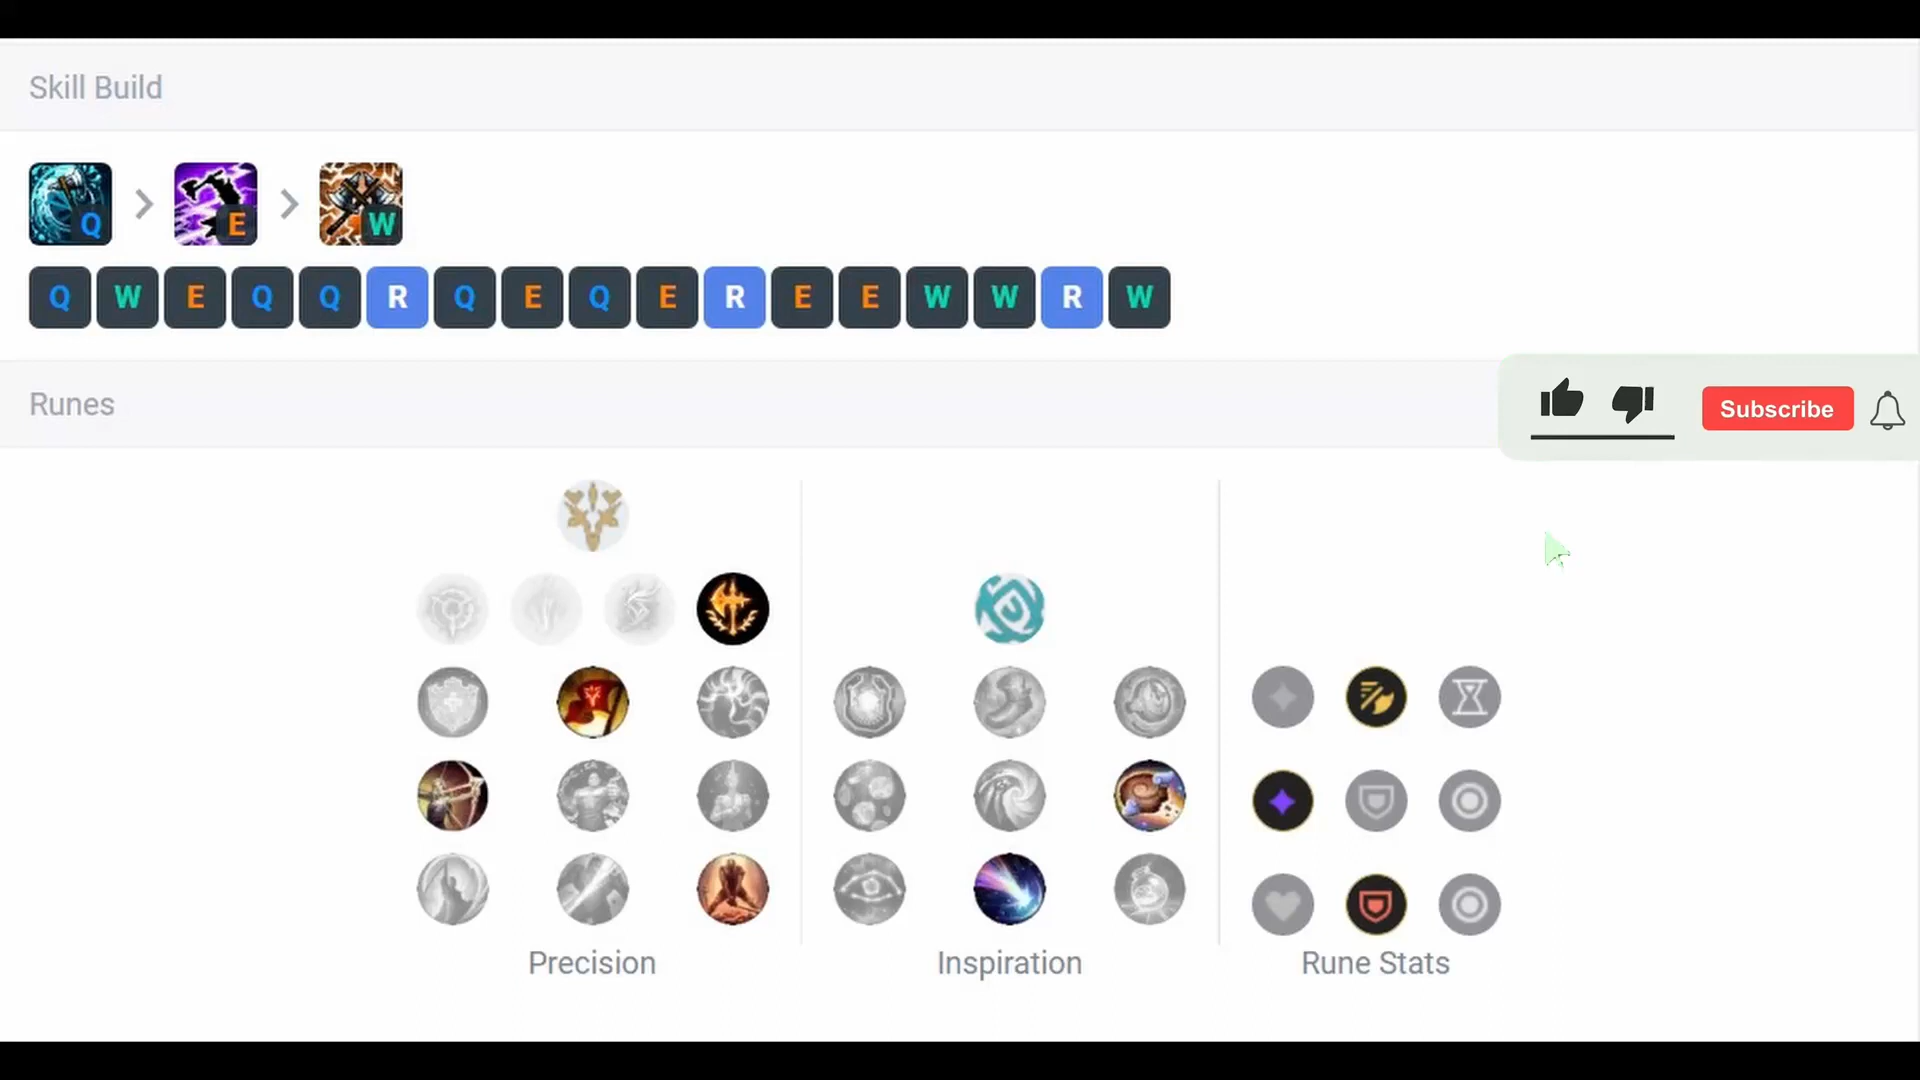 Skill Build
Q E W
Q W E Q Q R Q E Q E R E E W W R W
Runes
Subscribe
Precision Inspiration Rune Stats